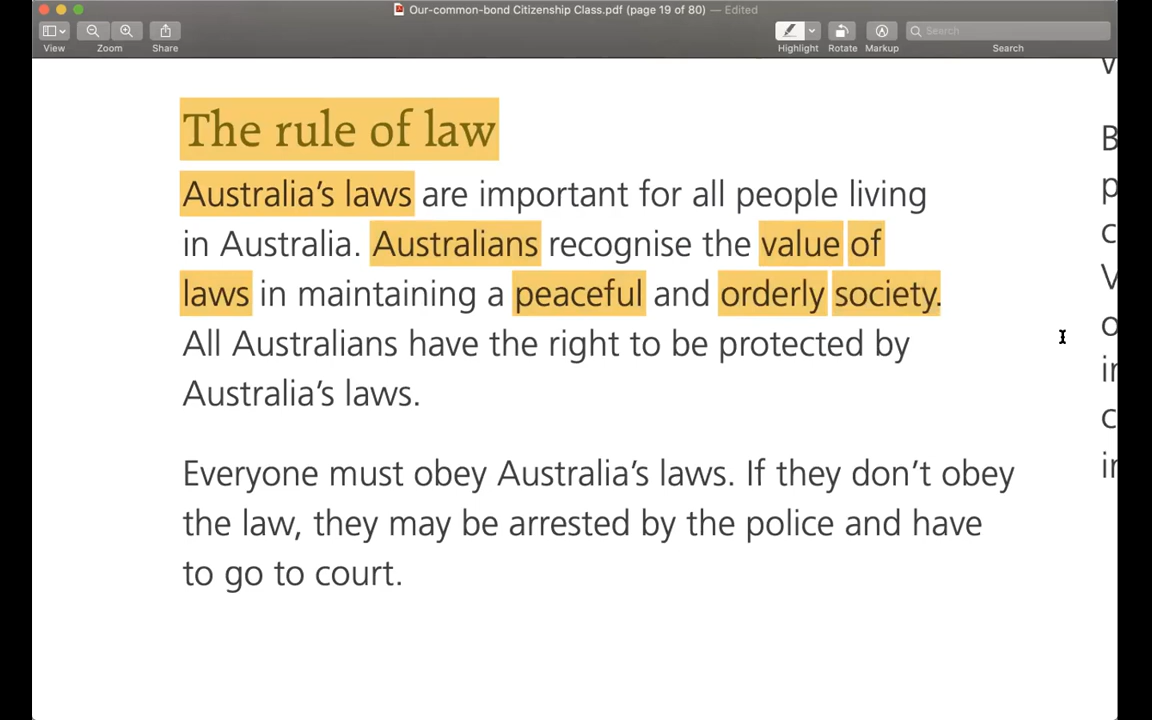 Our-common-bond Citizenship Class.pdf (page 19 of 80) — Edited
View Zoom Share Highlight Rotate Markup Search
Search
The rule of law
Australia’s laws are important for all people living
in Australia. Australians recognise the value of
laws in maintaining a peaceful and orderly society.
All Australians have the right to be protected by
Australia’s laws.
Everyone must obey Australia’s laws. If they don’t obey
the law, they may be arrested by the police and have
to go to court.